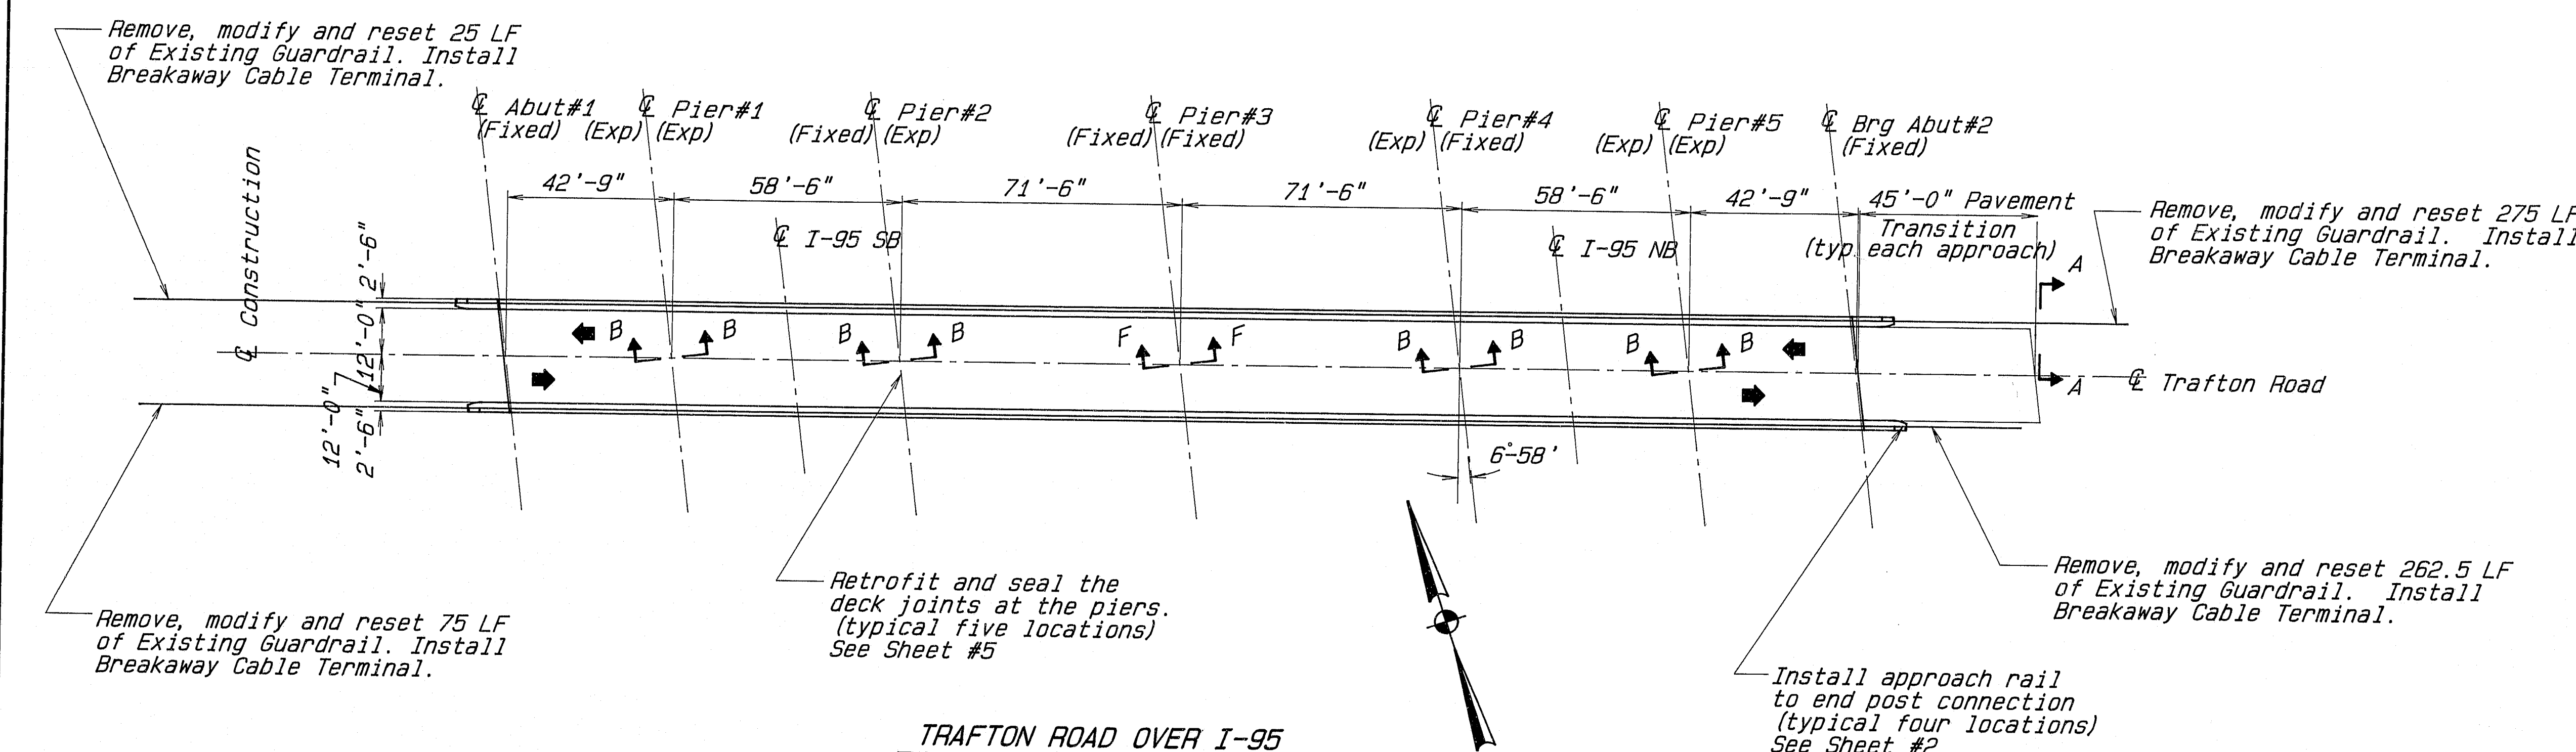 Remove, modify and reset 25 LF
of Existing Guardrail. Install
Breakaway Cable Terminal.
℄ Abut#1
(Fixed)
℄ Pier#1
(Exp) (Exp)
℄ Pier#2
(Fixed) (Exp)
℄ Pier#3
(Fixed) (Fixed)
℄ Pier#4
(Exp) (Fixed)
℄ Pier#5
(Exp) (Exp)
℄ Brg Abut#2
(Fixed)
42'-9"
58'-6"
71'-6"
71'-6"
58'-6"
42'-9"
45'-0" Pavement
Transition
(typ. each approach)
Remove, modify and reset 275 LF
of Existing Guardrail. Install
Breakaway Cable Terminal.
℄ Construction
2'-6"
12'-0"
12'-0"
2'-6"
℄ I-95 SB
℄ I-95 NB
A
A
B B
B B
F F
B B
B B
℄ Trafton Road
6°-58'
Remove, modify and reset 75 LF
of Existing Guardrail. Install
Breakaway Cable Terminal.
Retrofit and seal the
deck joints at the piers.
(typical five locations)
See Sheet #5
Remove, modify and reset 262.5 LF
of Existing Guardrail. Install
Breakaway Cable Terminal.
Install approach rail
to end post connection
(typical four locations)
See Sheet #2
TRAFTON ROAD OVER I-95